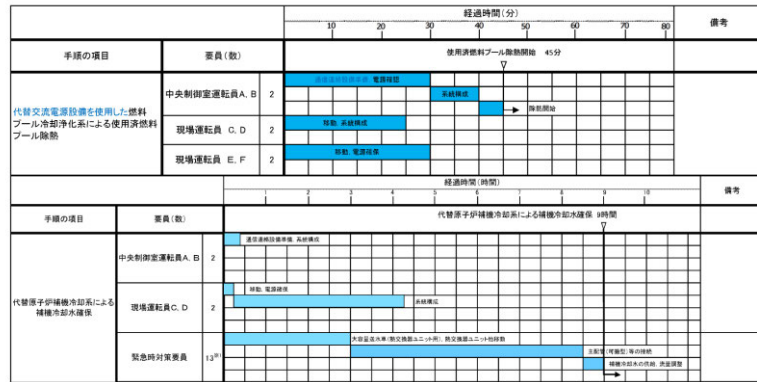 経過時間(分)
備考
10 20 30 40 50 60 70 80
手順の項目
要員(数)
使用済燃料プール除熱開始 45分
代替交流電源設備を使用した燃料
プール冷却浄化系による使用済燃料
プール除熱
中央制御室運転員A, B
2
通信連絡設備準備, 電源確認
系統構成
除熱開始
現場運転員 C, D
2
移動, 系統構成
現場運転員 E, F
2
移動, 電源確保
経過時間(時間)
備考
1 2 3 4 5 6 7 8 9 10
手順の項目
要員(数)
代替原子炉補機冷却系による補機冷却水確保 9時間
代替原子炉補機冷却系による
補機冷却水確保
中央制御室運転員A, B
2
通信連絡設備準備, 系統構成
現場運転員C, D
2
移動, 電源確保
系統構成
緊急時対策要員
13※1
大容量送水車(熱交換器ユニット用), 熱交換器ユニット他移動
主配管(可搬型)等の接続
補機冷却水の供給, 流量調整